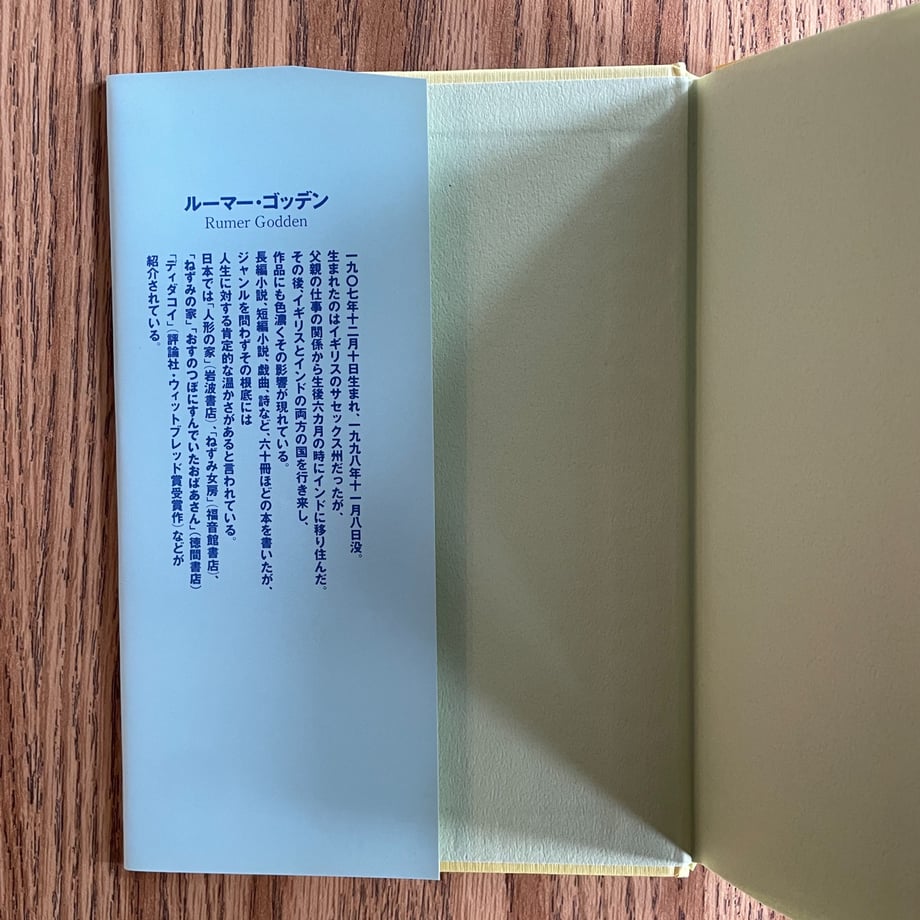 ルーマー・ゴッデン
Rumer Godden
一九〇七年十二月十日生まれ、一九九八年十一月八日没。
生まれたのはイギリスのサセックス州だったが、
父親の仕事の関係から生後六カ月の時にインドに移り住んだ。
その後、イギリスとインドの両方の国を行き来し、
作品にも色濃くその影響が現れている。
長編小説、短編小説、戯曲、詩など、六十冊ほどの本を書いたが、
ジャンルを問わずその根底には
人生に対する肯定的な温かさがあると言われている。
日本では「人形の家」（岩波書店）、「ねずみ女房」（福音館書店）、
「ねずみの家」「おすのつぼにすんでいたおばあさん」（徳間書店）
「ディダコイ」（評論社・ウィットブレッド賞受賞作）などが
紹介されている。